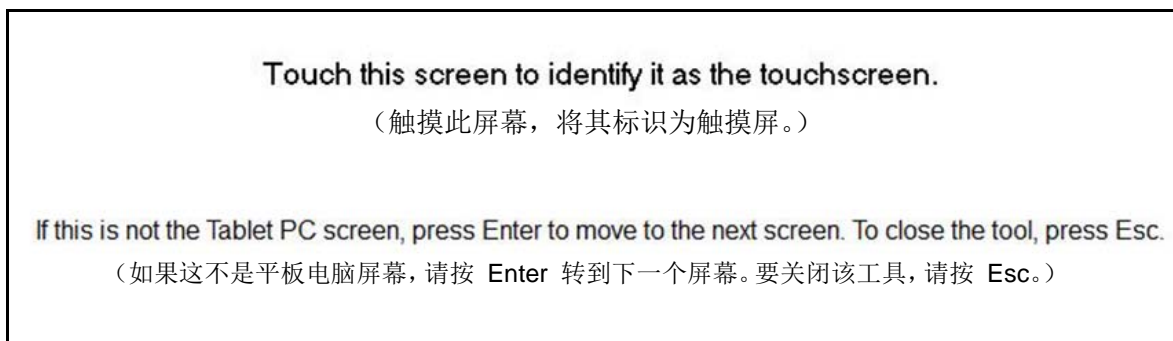 Touch this screen to identify it as the touchscreen.
（触摸此屏幕，将其标识为触摸屏。）
If this is not the Tablet PC screen, press Enter to move to the next screen. To close the tool, press Esc.
（如果这不是平板电脑屏幕，请按 Enter 转到下一个屏幕。要关闭该工具，请按 Esc。）